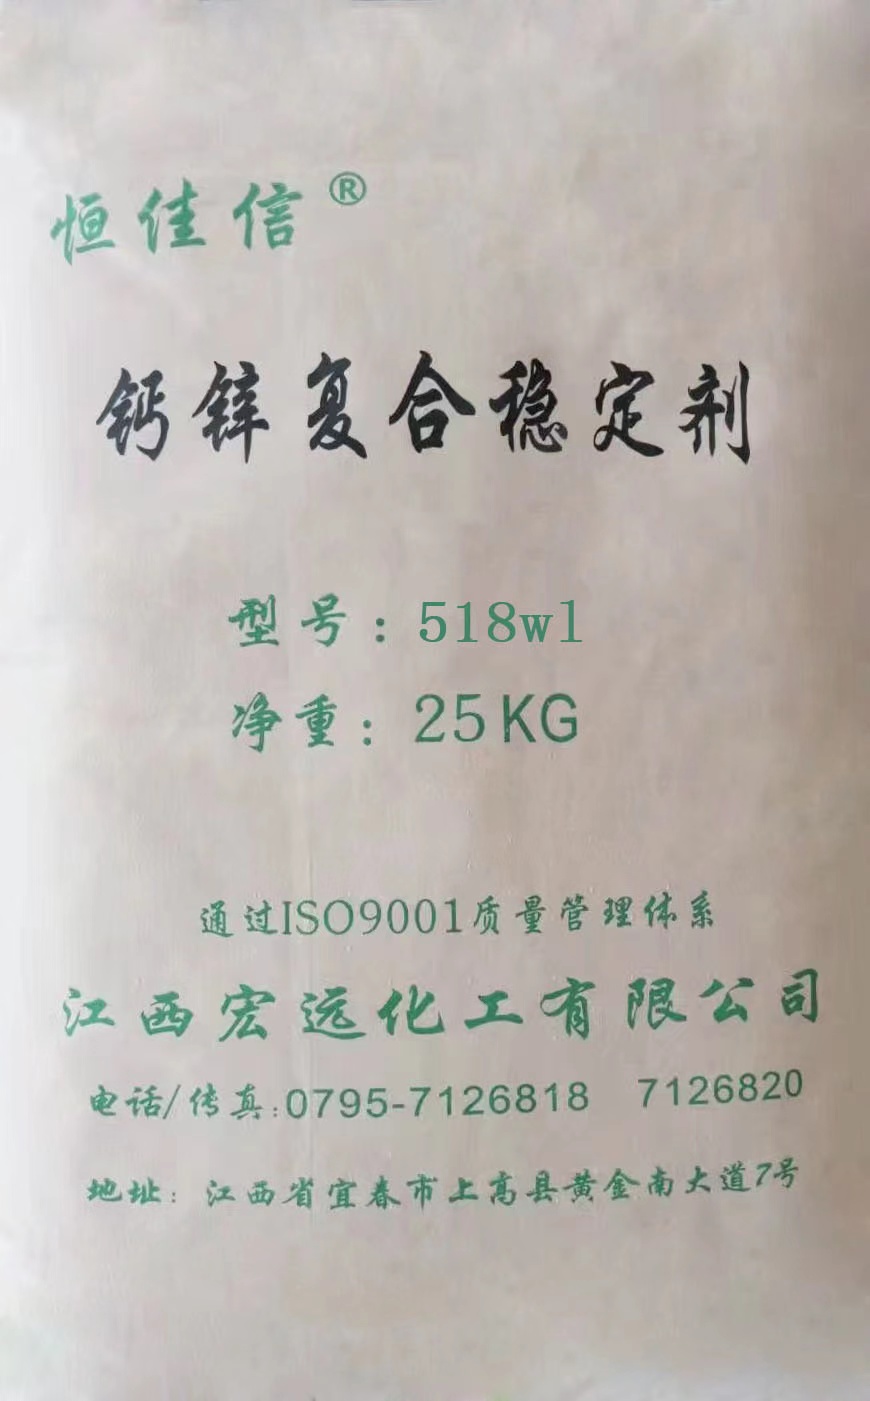 恒佳信®
钙锌复合稳定剂
型号：518w1
净重：25KG
通过ISO9001质量管理体系
江西宏远化工有限公司
电话/传真:0795-7126818 7126820
地址：江西省宜春市上高县黄金南大道7号